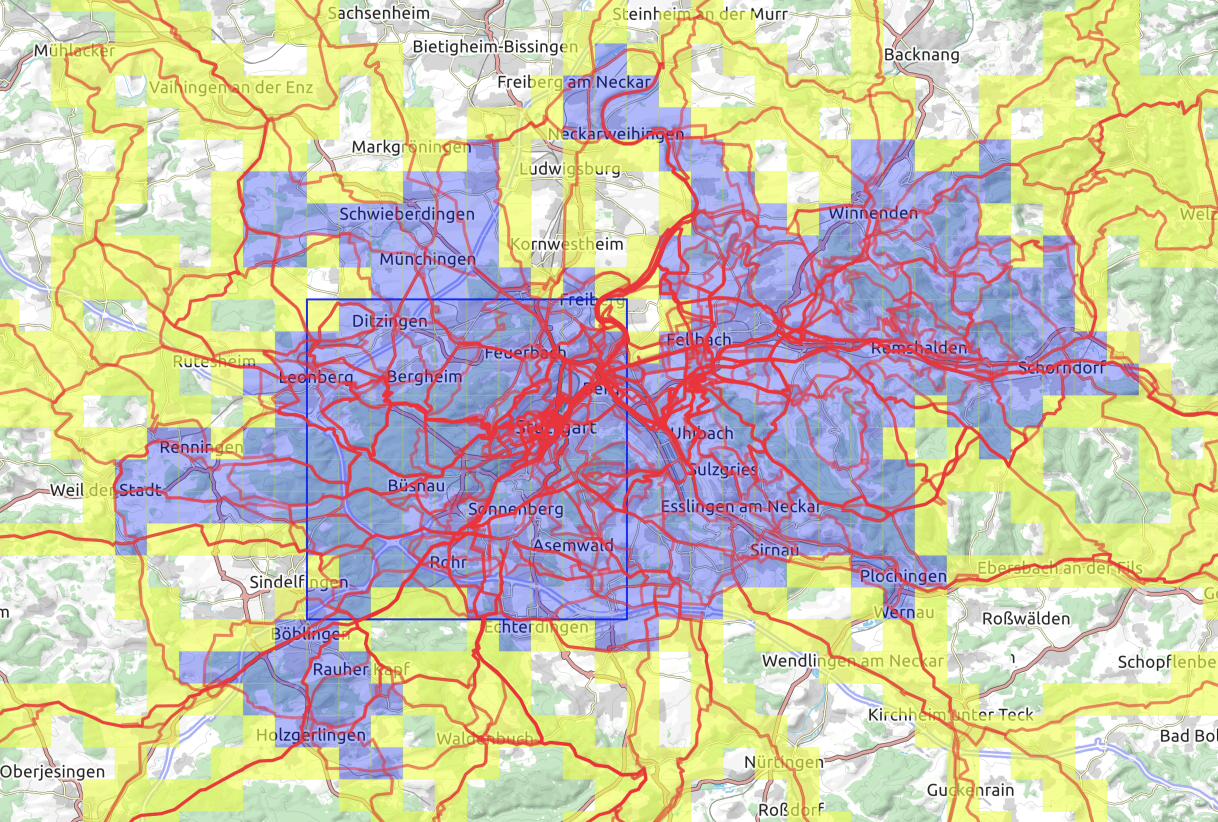 Sachsenheim
Steinheim an der Murr
Mühlacker
Bietigheim-Bissingen
Backnang
Vaihingen an der Enz
Freiberg am Neckar
Neckarweihingen
Markgröningen
Ludwigsburg
Schwieberdingen
Winnenden
Welz
Kornwestheim
Münchingen
Freiberg
Ditzingen
Fellbach
Feuerbach
Remshalden
Rutesheim
Schorndorf
Leonberg
Bergheim
Stuttgart
Uhlbach
Renningen
Sulzgries
Weil der Stadt
Büsnau
Sonnenberg
Esslingen am Neckar
Asemwald
Sirnau
Rohr
Ebersbach an der Fils
Sindelfingen
Plochingen
Wernau
Roßwälden
Echterdingen
Böblingen
Wendlingen am Neckar
Schopflenbe
Rauher Kapf
Kirchheim unter Teck
Holzgerlingen
Waldenbuch
Bad Bol
Oberjesingen
Nürtingen
Guckenrain
Roßdorf